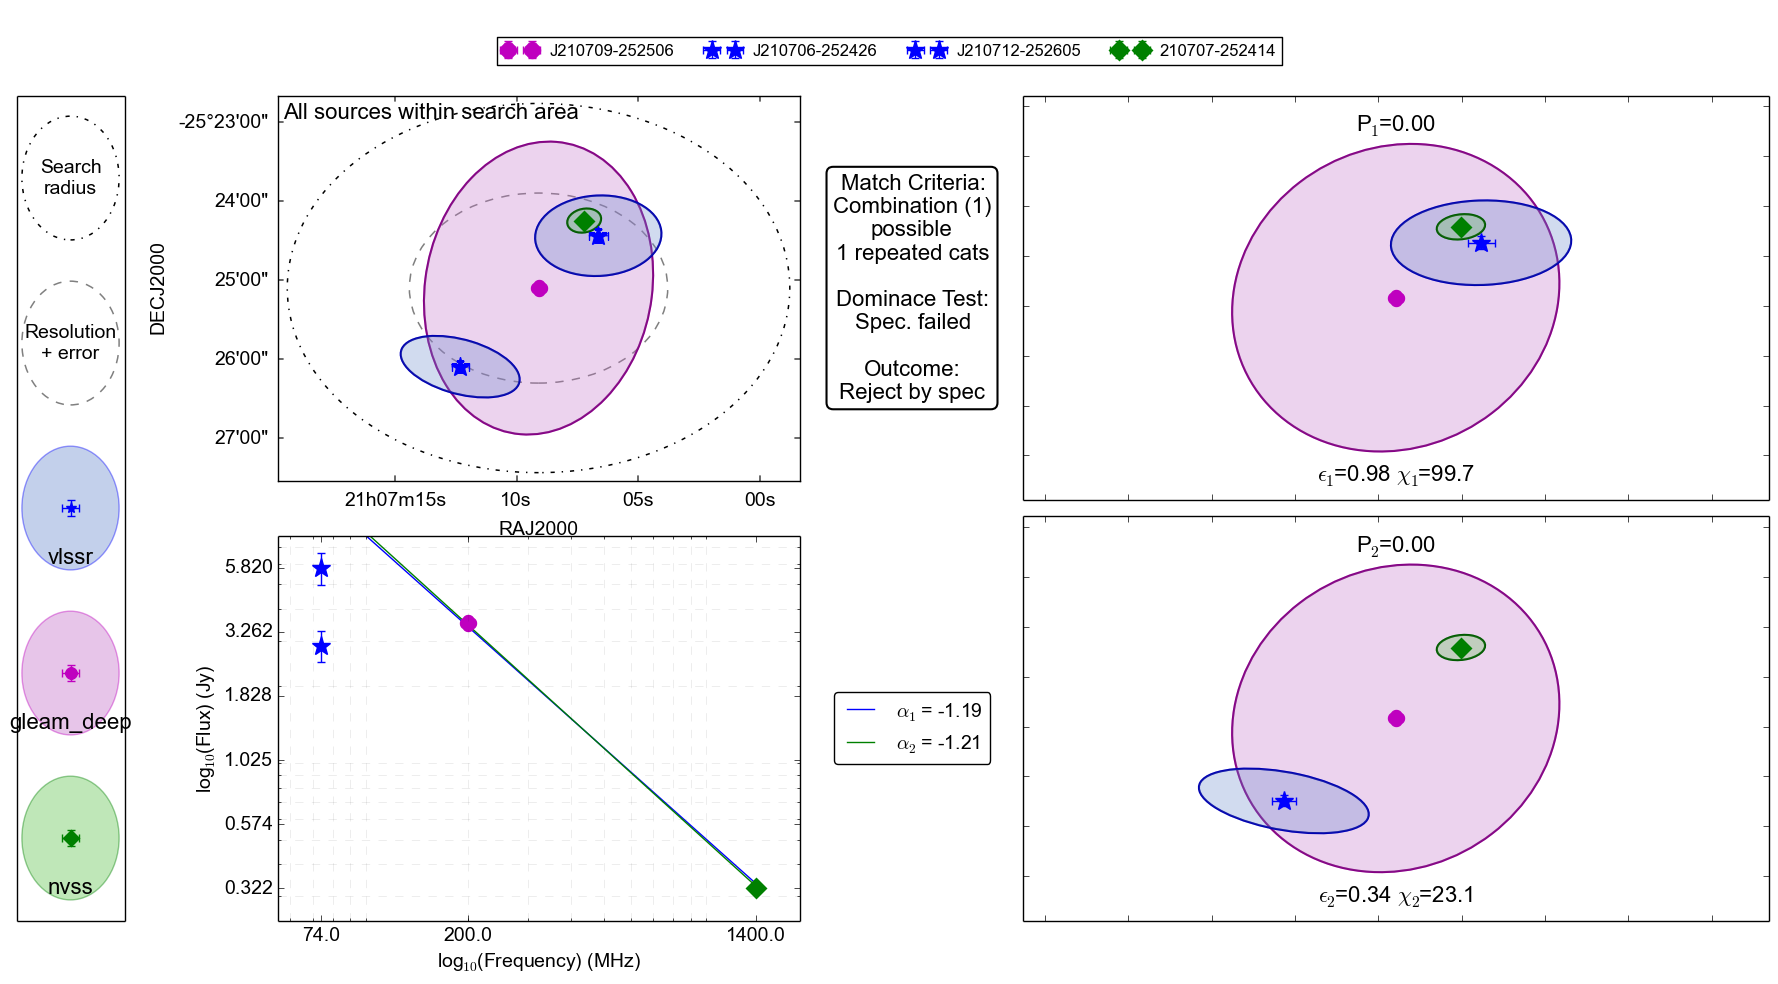 J210709-252506 J210706-252426 J210712-252605 210707-252414
Search
radius
Resolution
+ error
vlssr
gleam_deep
nvss
All sources within search area
DECJ2000
-25°23'00"
24'00"
25'00"
26'00"
27'00"
21h07m15s 10s 05s 00s
RAJ2000
Match Criteria:
Combination (1)
possible
1 repeated cats
Dominace Test:
Spec. failed
Outcome:
Reject by spec
P1=0.00
ϵ1=0.98 χ1=99.7
log10(Flux) (Jy)
5.820
3.262
1.828
1.025
0.574
0.322
74.0 200.0 1400.0
log10(Frequency) (MHz)
α1 = -1.19
α2 = -1.21
P2=0.00
ϵ2=0.34 χ2=23.1